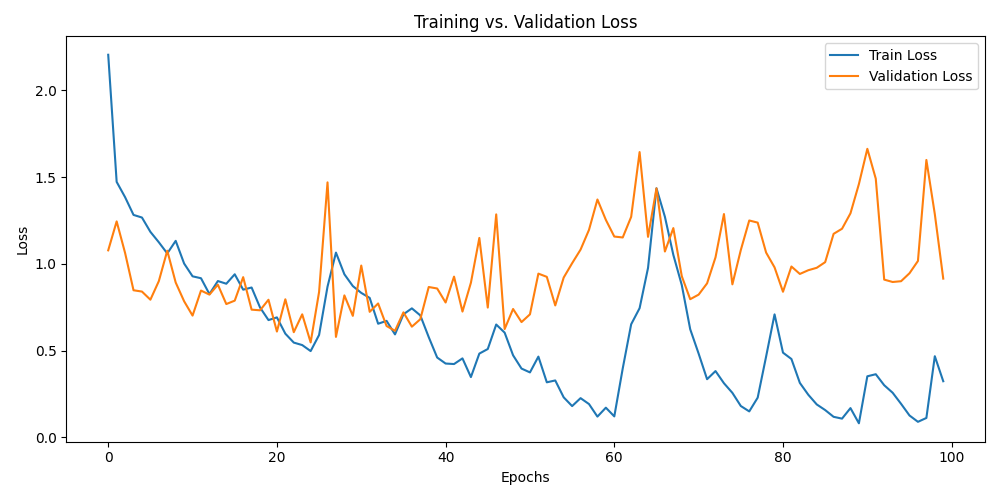 Training vs. Validation Loss
Train Loss
Validation Loss
2.0
1.5
1.0
0.5
0.0
Loss
0 20 40 60 80 100
Epochs